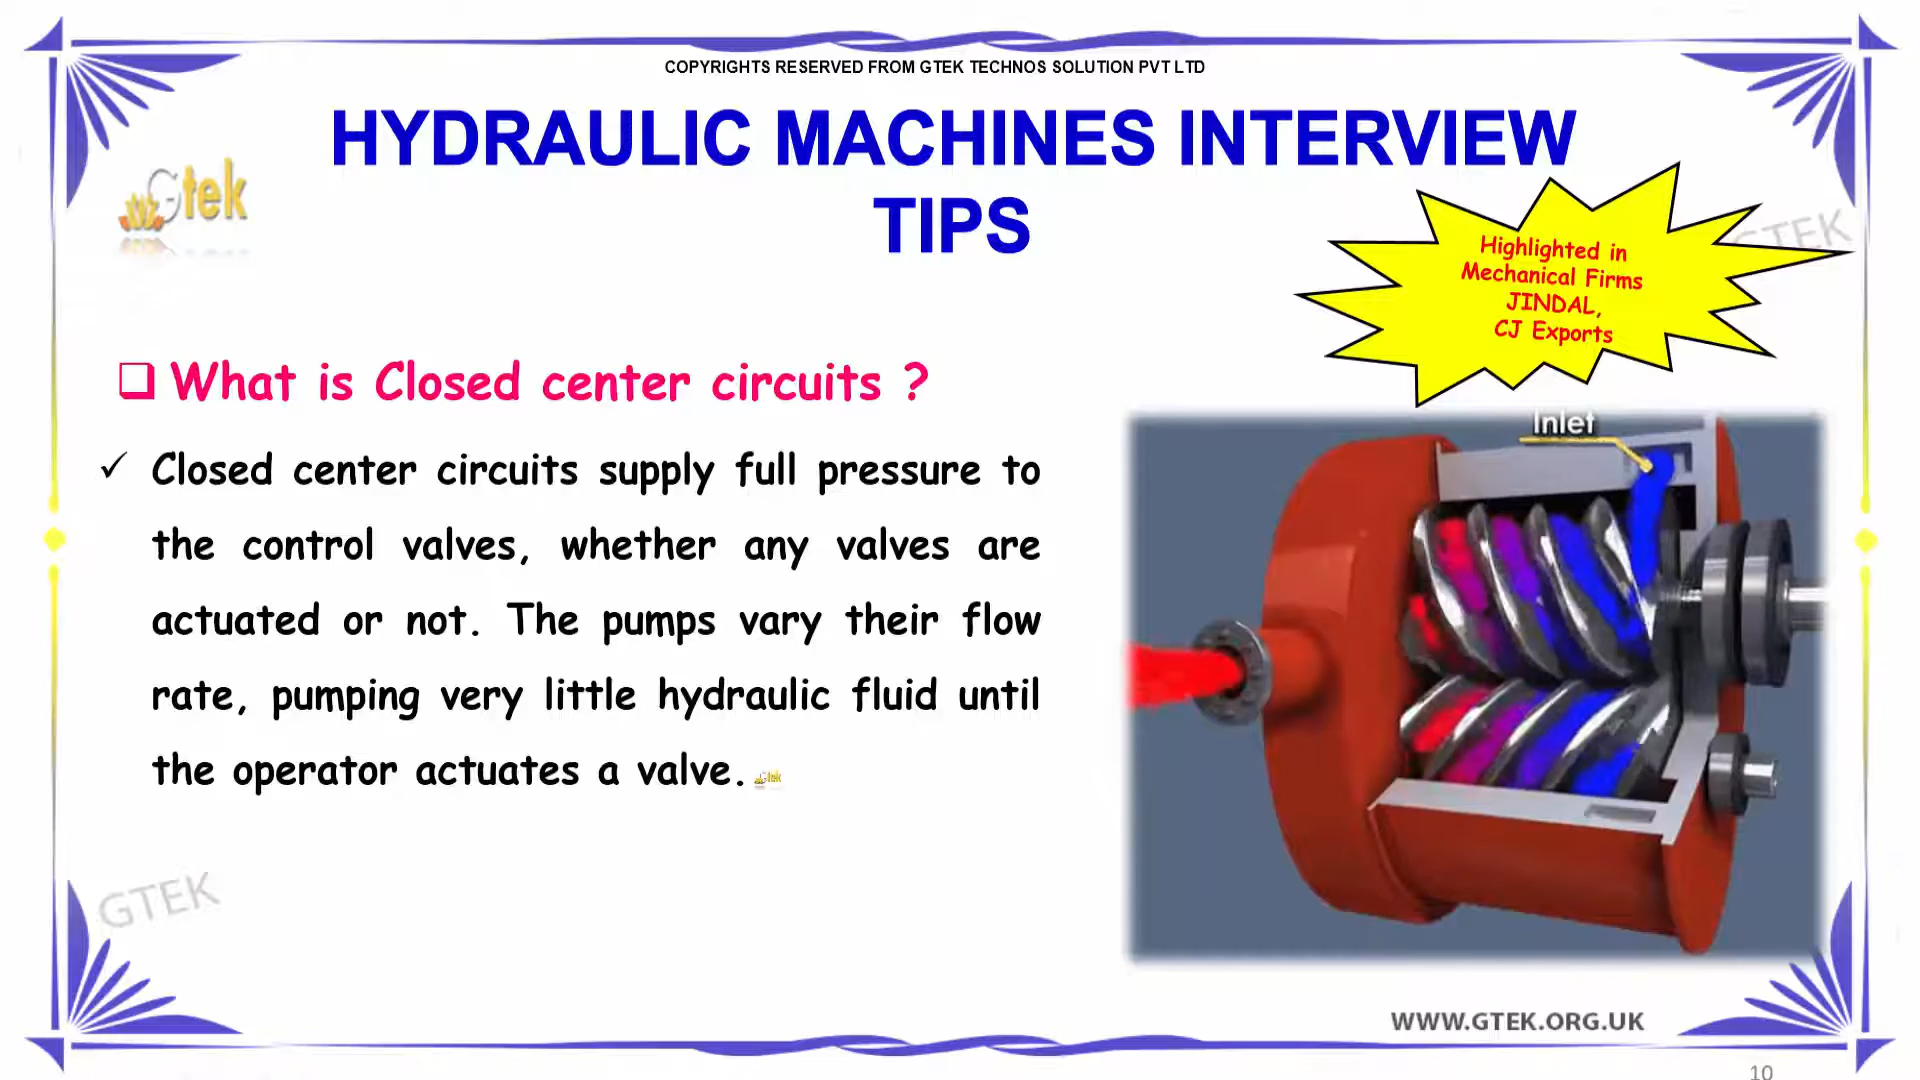 COPYRIGHTS RESERVED FROM GTEK TECHNOS SOLUTION PVT LTD
HYDRAULIC MACHINES INTERVIEW
TIPS
Gtek
GTEK
Highlighted in
Mechanical Firms
JINDAL,
CJ Exports
What is Closed center circuits ?
Closed center circuits supply full pressure to
the control valves, whether any valves are
actuated or not. The pumps vary their flow
rate, pumping very little hydraulic fluid until
the operator actuates a valve.
Gtek
Inlet
GTEK
WWW.GTEK.ORG.UK
10